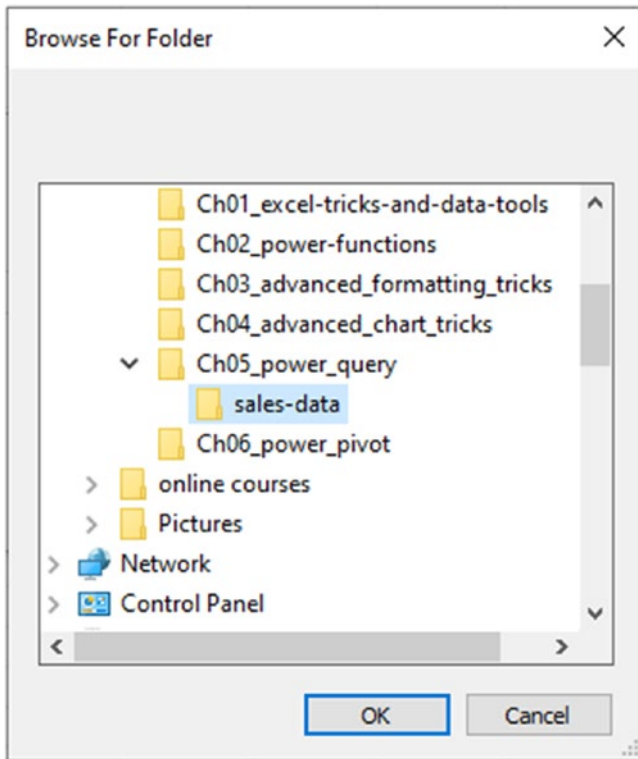 Browse For Folder
Ch01_excel-tricks-and-data-tools
Ch02_power-functions
Ch03_advanced_formatting_tricks
Ch04_advanced_chart_tricks
Ch05_power_query
sales-data
Ch06_power_pivot
online courses
Pictures
Network
Control Panel
OK
Cancel